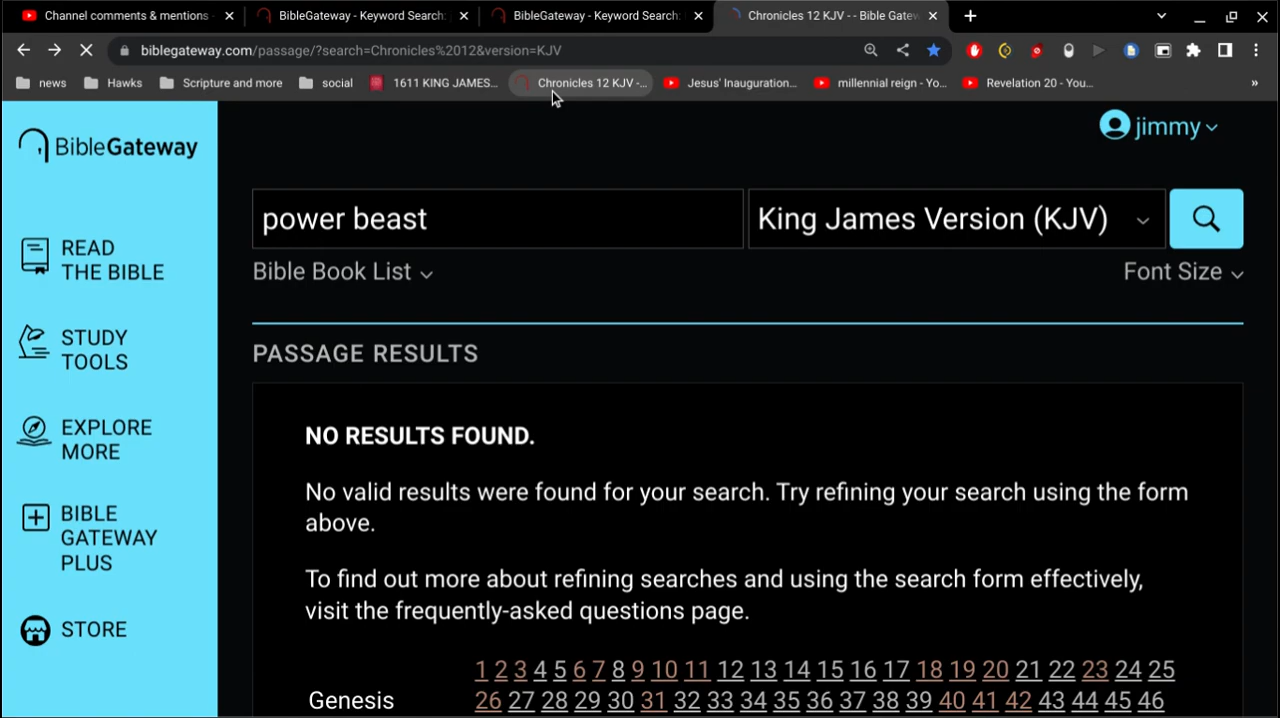 Channel comments & mentions
BibleGateway - Keyword Search:
BibleGateway - Keyword Search:
Chronicles 12 KJV - - Bible Gatew
biblegateway.com/passage/?search=Chronicles%2012&version=KJV
news
Hawks
Scripture and more
social
1611 KING JAMES...
Chronicles 12 KJV -...
Jesus' Inauguration...
millennial reign - Yo...
Revelation 20 - You...
»
BibleGateway
jimmy
power beast
King James Version (KJV)
Bible Book List
Font Size
READ
THE BIBLE
STUDY
TOOLS
EXPLORE
MORE
BIBLE
GATEWAY
PLUS
STORE
PASSAGE RESULTS
NO RESULTS FOUND.
No valid results were found for your search. Try refining your search using the form
above.
To find out more about refining searches and using the search form effectively,
visit the frequently-asked questions page.
Genesis
1 2 3 4 5 6 7 8 9 10 11 12 13 14 15 16 17 18 19 20 21 22 23 24 25
26 27 28 29 30 31 32 33 34 35 36 37 38 39 40 41 42 43 44 45 46